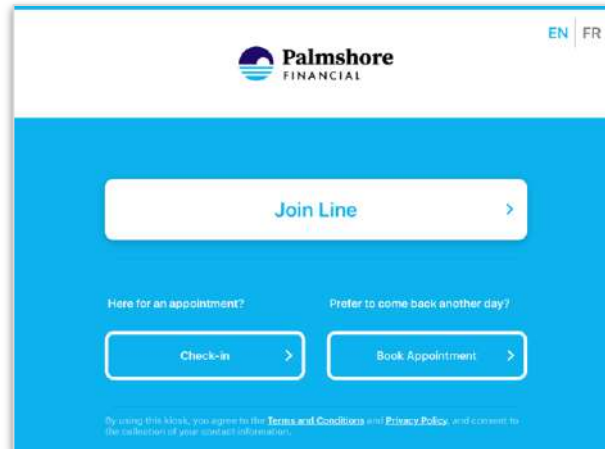 EN FR
Palmshore
FINANCIAL
Join Line
Here for an appointment? Prefer to come back another day?
Check-in Book Appointment
By using this kiosk, you agree to the Terms and Conditions and Privacy Policy, and consent to
the collection of your contact information.